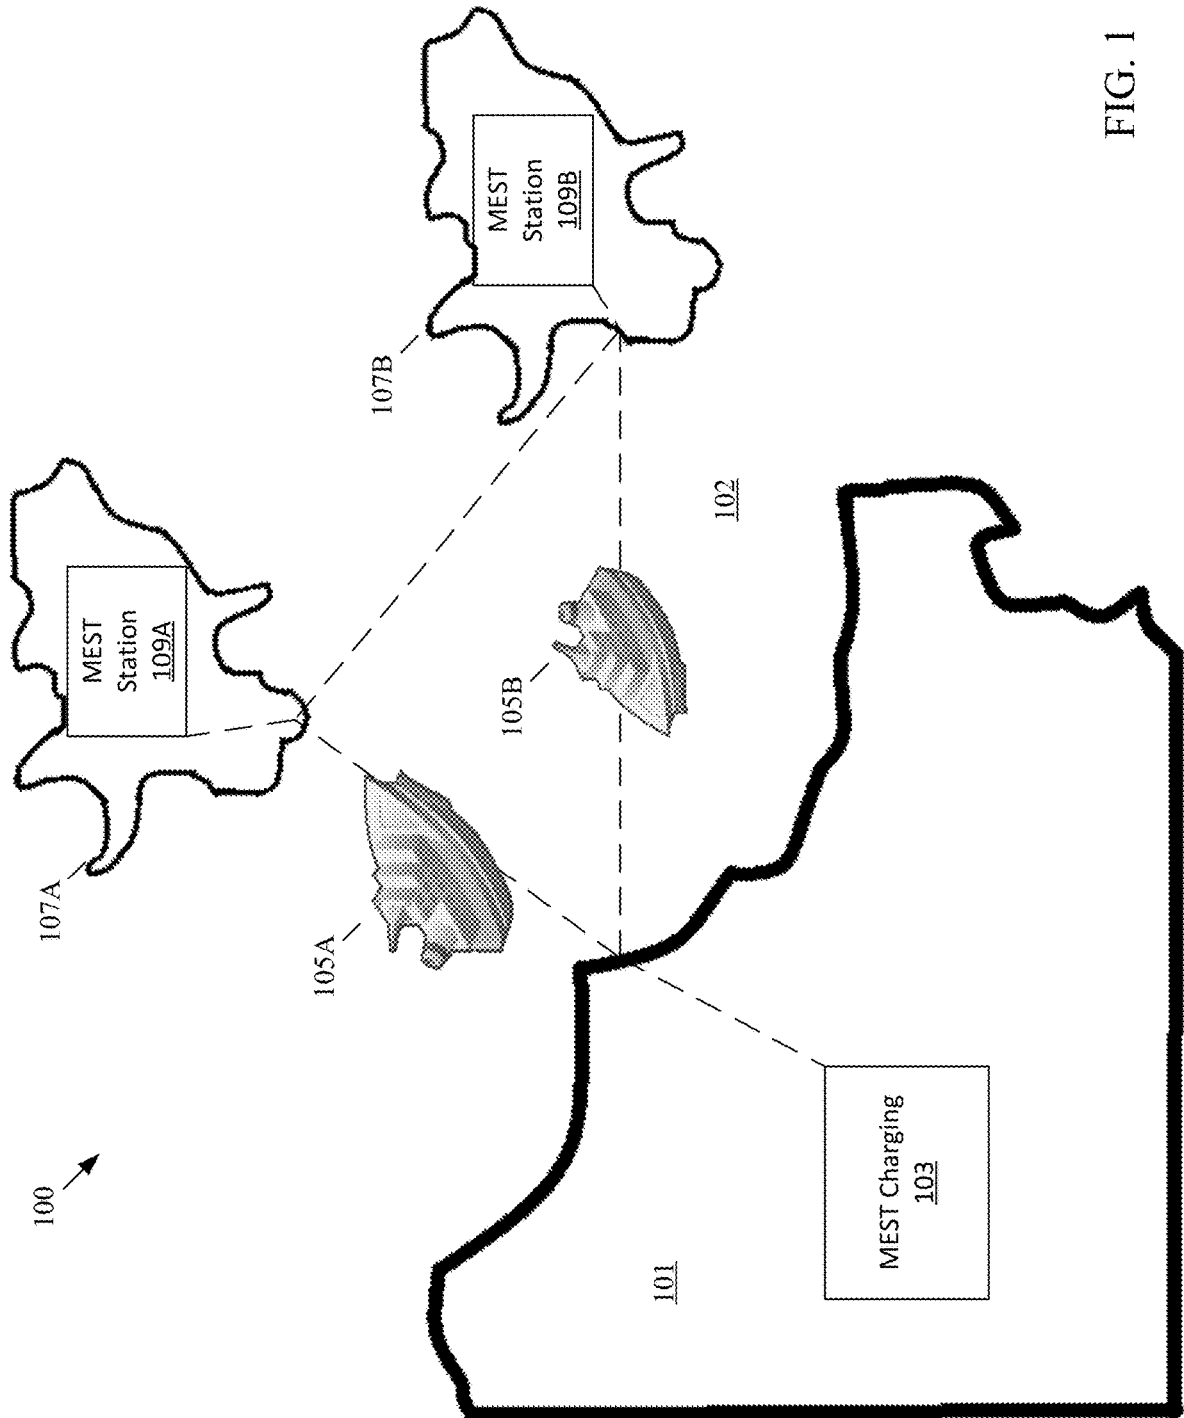 100
107A
MEST
Station
109A
107B
MEST
Station
109B
105A
105B
102
101
MEST Charging
103
FIG. 1